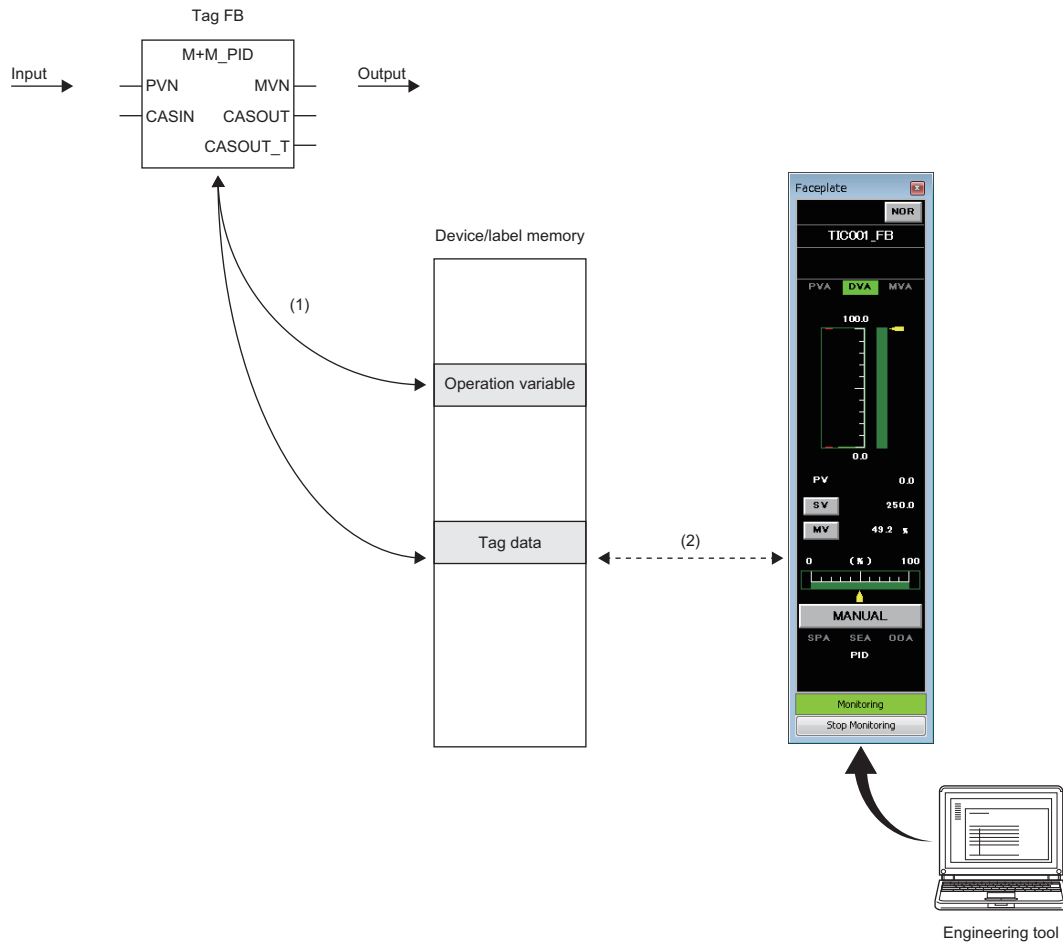 Tag FB
M+M_PID
Input
Output
PVN
MVN
CASIN
CASOUT
CASOUT_T
Device/label memory
(1)
Operation variable
Tag data
(2)
Faceplate
NOR
TIC001_FB
PVA DVA MVA
100.0
0.0
PV 0.0
SV 250.0
MV 49.2 %
0 (%) 100
MANUAL
SPA SEA OOA
PID
Monitoring
Stop Monitoring
Engineering tool